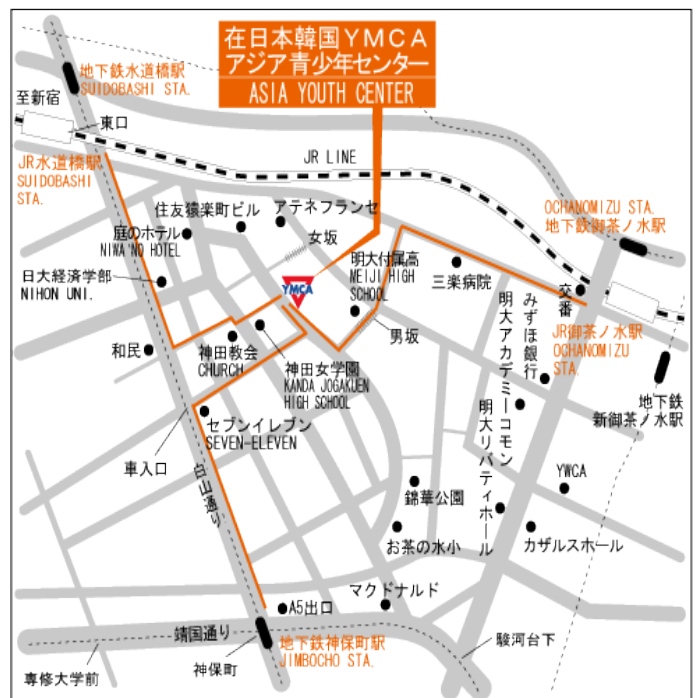 在日本韓国YMCA
アジア青少年センター
ASIA YOUTH CENTER
地下鉄水道橋駅
SUIDOBASHI STA.
至新宿
東口
JR LINE
JR水道橋駅
SUIDOBASHI
STA.
住友猿楽町ビル
アテネフランセ
OCHANOMIZU STA.
地下鉄御茶ノ水駅
庭のホテル
NIWA NO HOTEL
女坂
明大付属高
MEIJI HIGH
SCHOOL
三楽病院
日大経済学部
NIHON UNI.
YMCA
交番
男坂
JR御茶ノ水駅
OCHANOMIZU
STA.
みずほ銀行
明大アカデミーコモン
明大リバティホール
和民
神田教会
CHURCH
神田女学園
KANDA JOGAKUEN
HIGH SCHOOL
地下鉄
新御茶ノ水駅
セブンイレブン
SEVEN-ELEVEN
車入口
白山通り
YWCA
錦華公園
お茶の水小
カザルスホール
マクドナルド
A5出口
靖国通り
地下鉄神保町駅
JIMBOCHO STA.
駿河台下
神保町
専修大学前